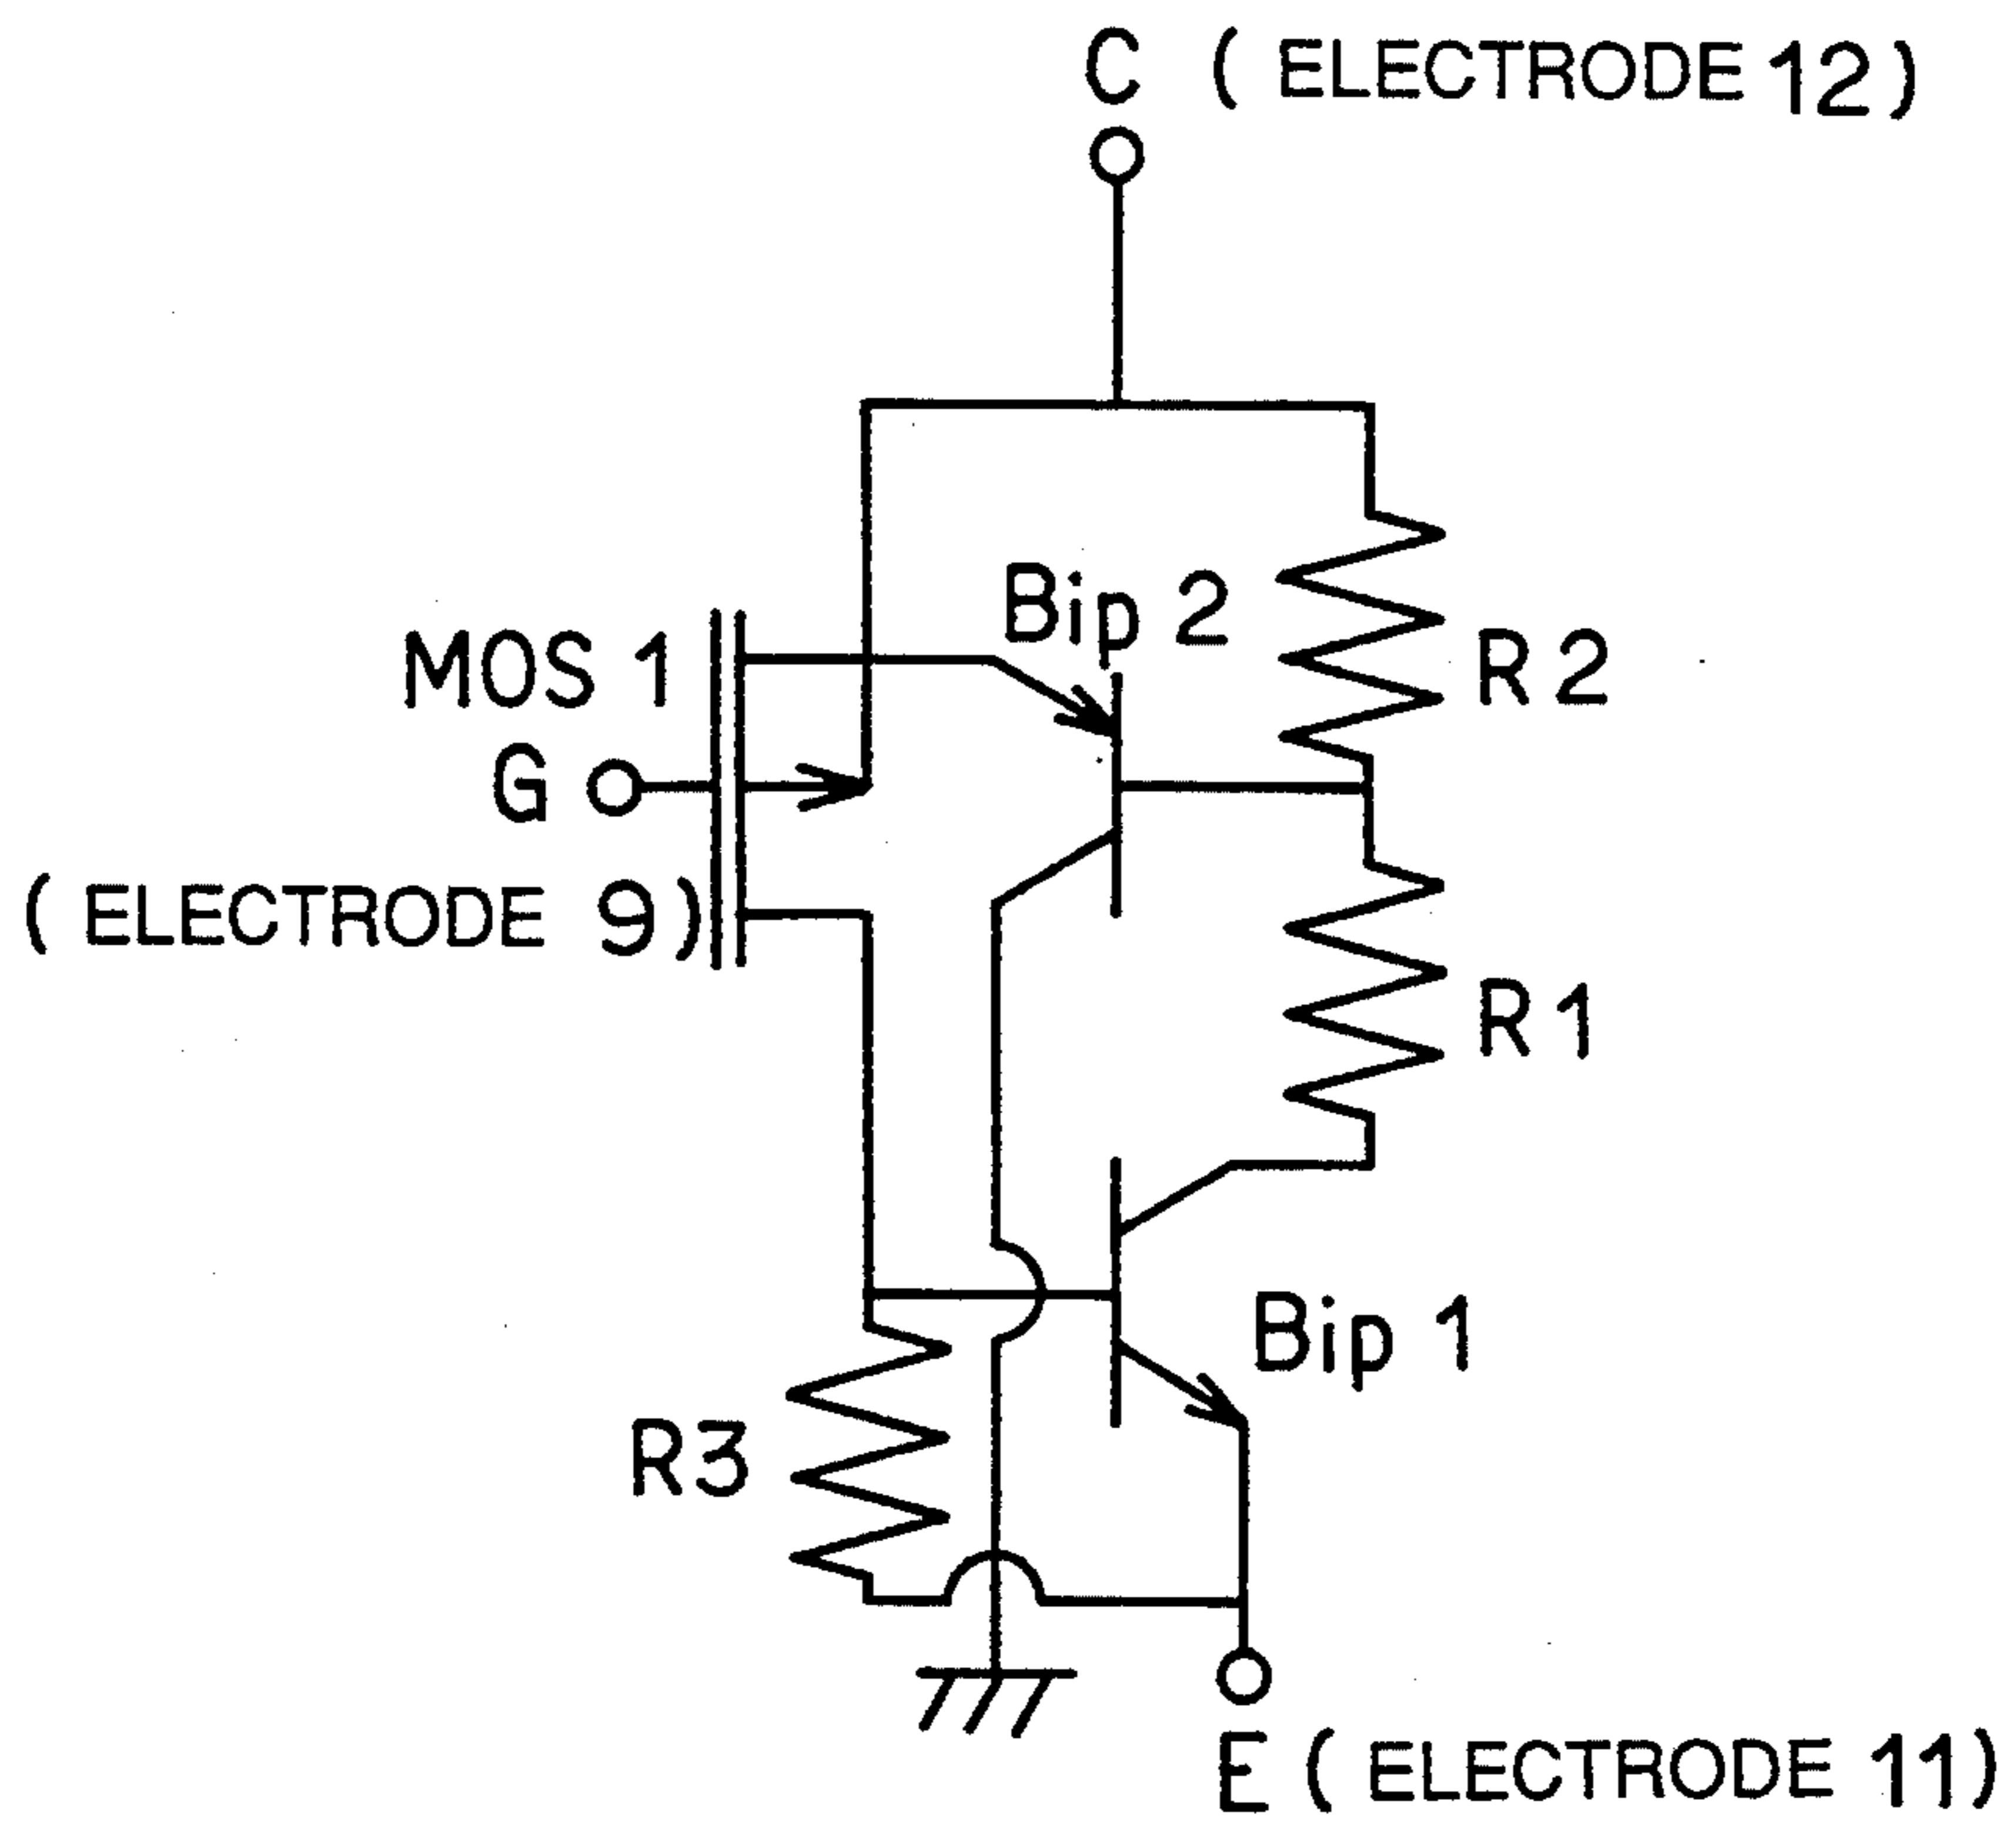 C ( ELECTRODE 12 )
Bip 2
MOS 1
R 2
G
( ELECTRODE 9 )
R 1
Bip 1
R3
E ( ELECTRODE 11 )